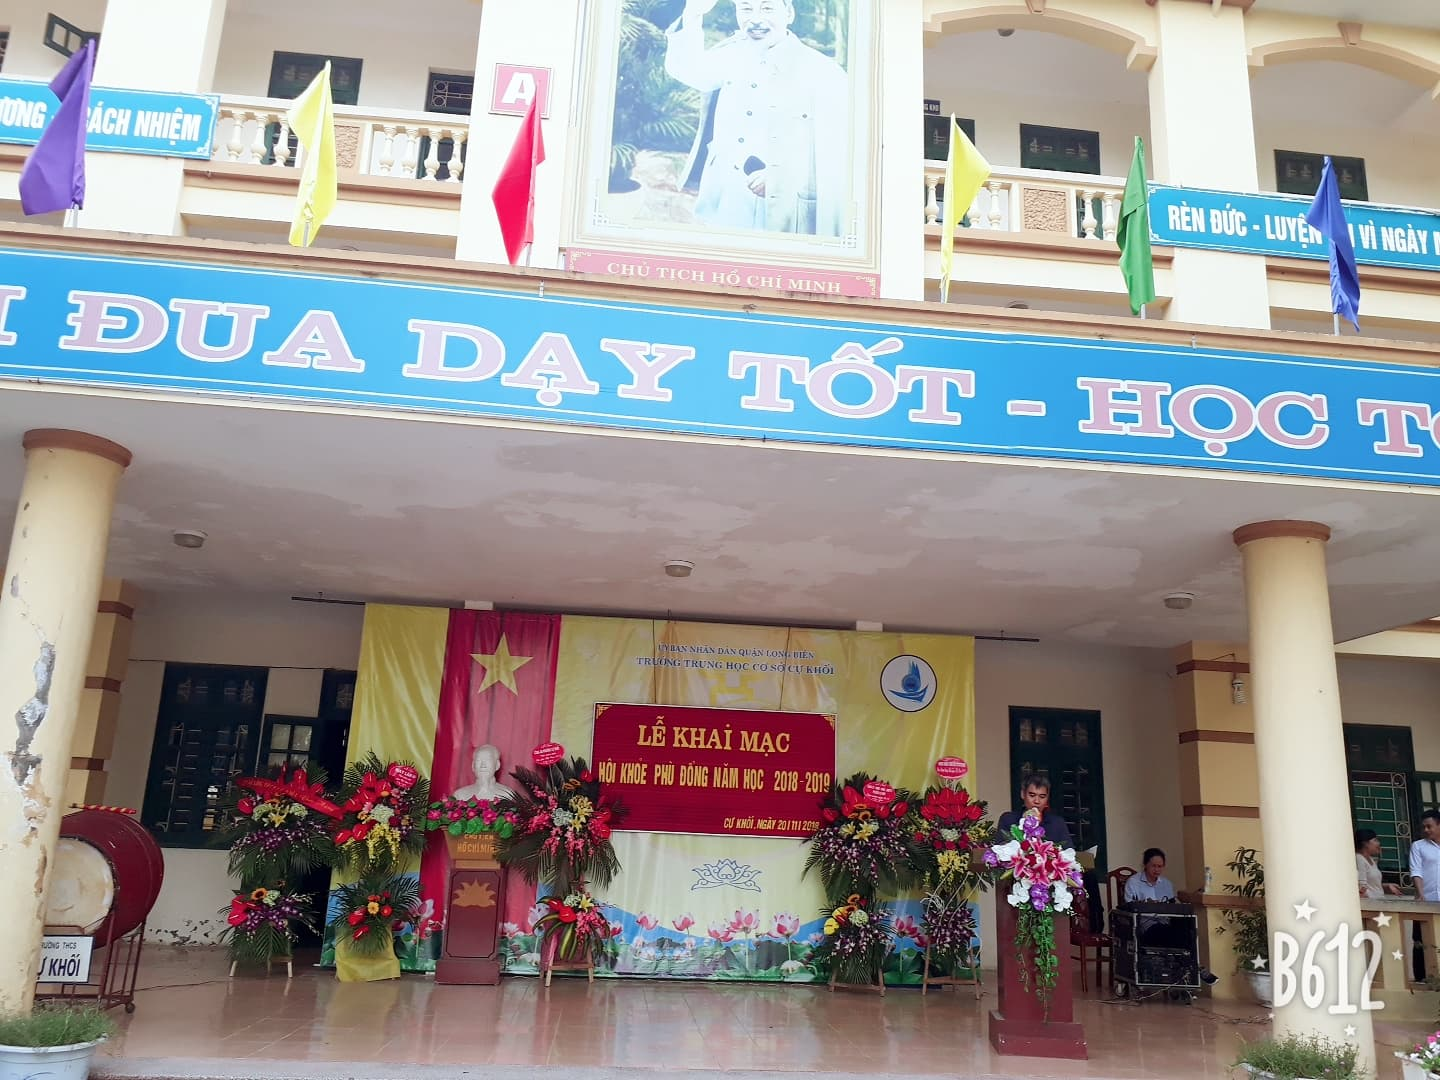 ƯƠNG - TRÁCH NHIỆM
A
CHỦ TỊCH HỒ CHÍ MINH
RÈN ĐỨC - LUYỆN VÌ NGÀY
ĐUA DẠY TỐT - HỌC
ỦY BAN NHÂN DÂN QUẬN LONG BIÊN
TRƯỜNG TRUNG HỌC CƠ SỞ CỰ KHỐI
LỄ KHAI MẠC
HỘI KHỎE PHÙ ĐỔNG NĂM HỌC 2018-2019
CỰ KHỐI, NGÀY 20/11/2018
CHỦ TỊCH
HỒ CHÍ MINH
TRƯỜNG THCS
CỰ KHỐI
B612